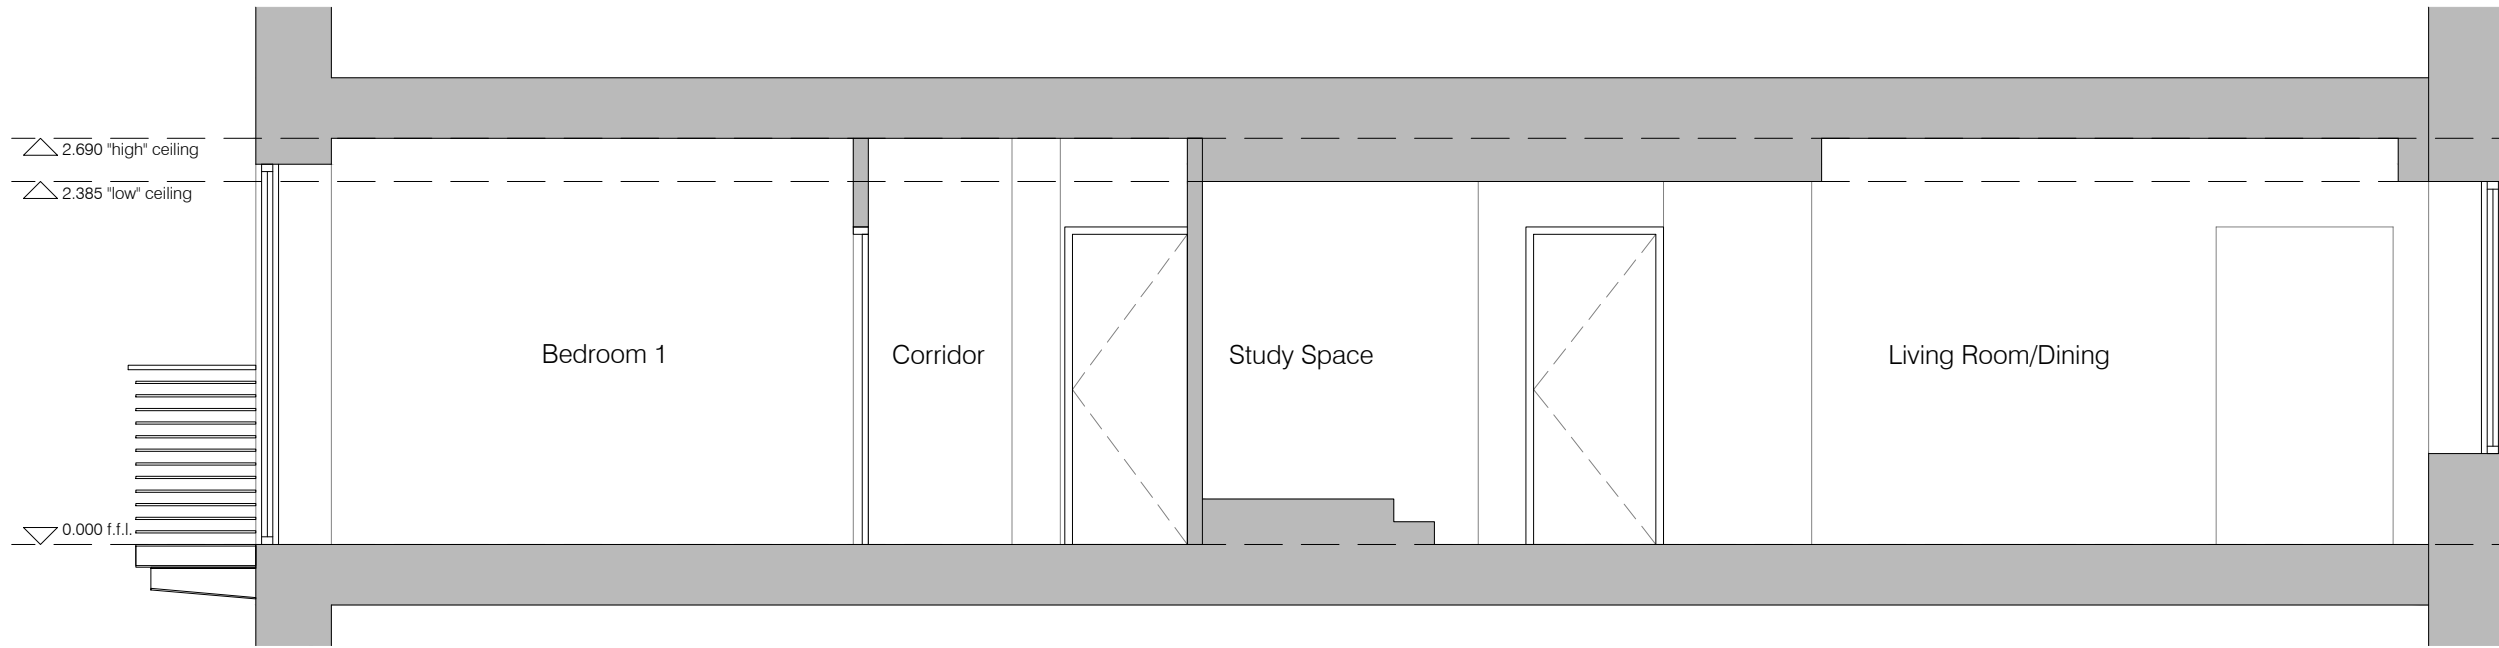 2.690 "high" ceiling
2.385 "low" ceiling
Bedroom 1
Corridor
Study Space
Living Room/Dining
0.000 f.f.l.